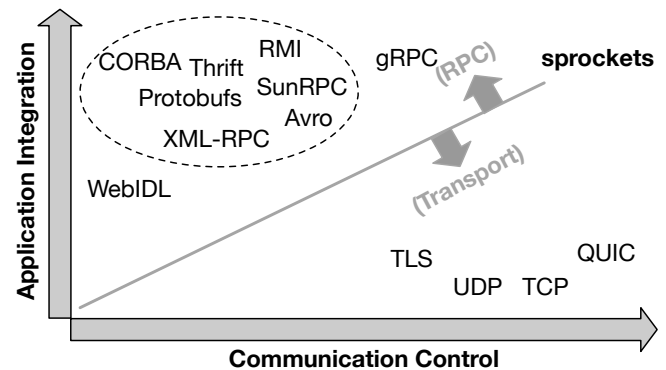 Application Integration
CORBA
Thrift
RMI
Protobufs
SunRPC
Avro
XML-RPC
gRPC
(RPC)
sprockets
(Transport)
WebIDL
TLS
UDP
TCP
QUIC
Communication Control